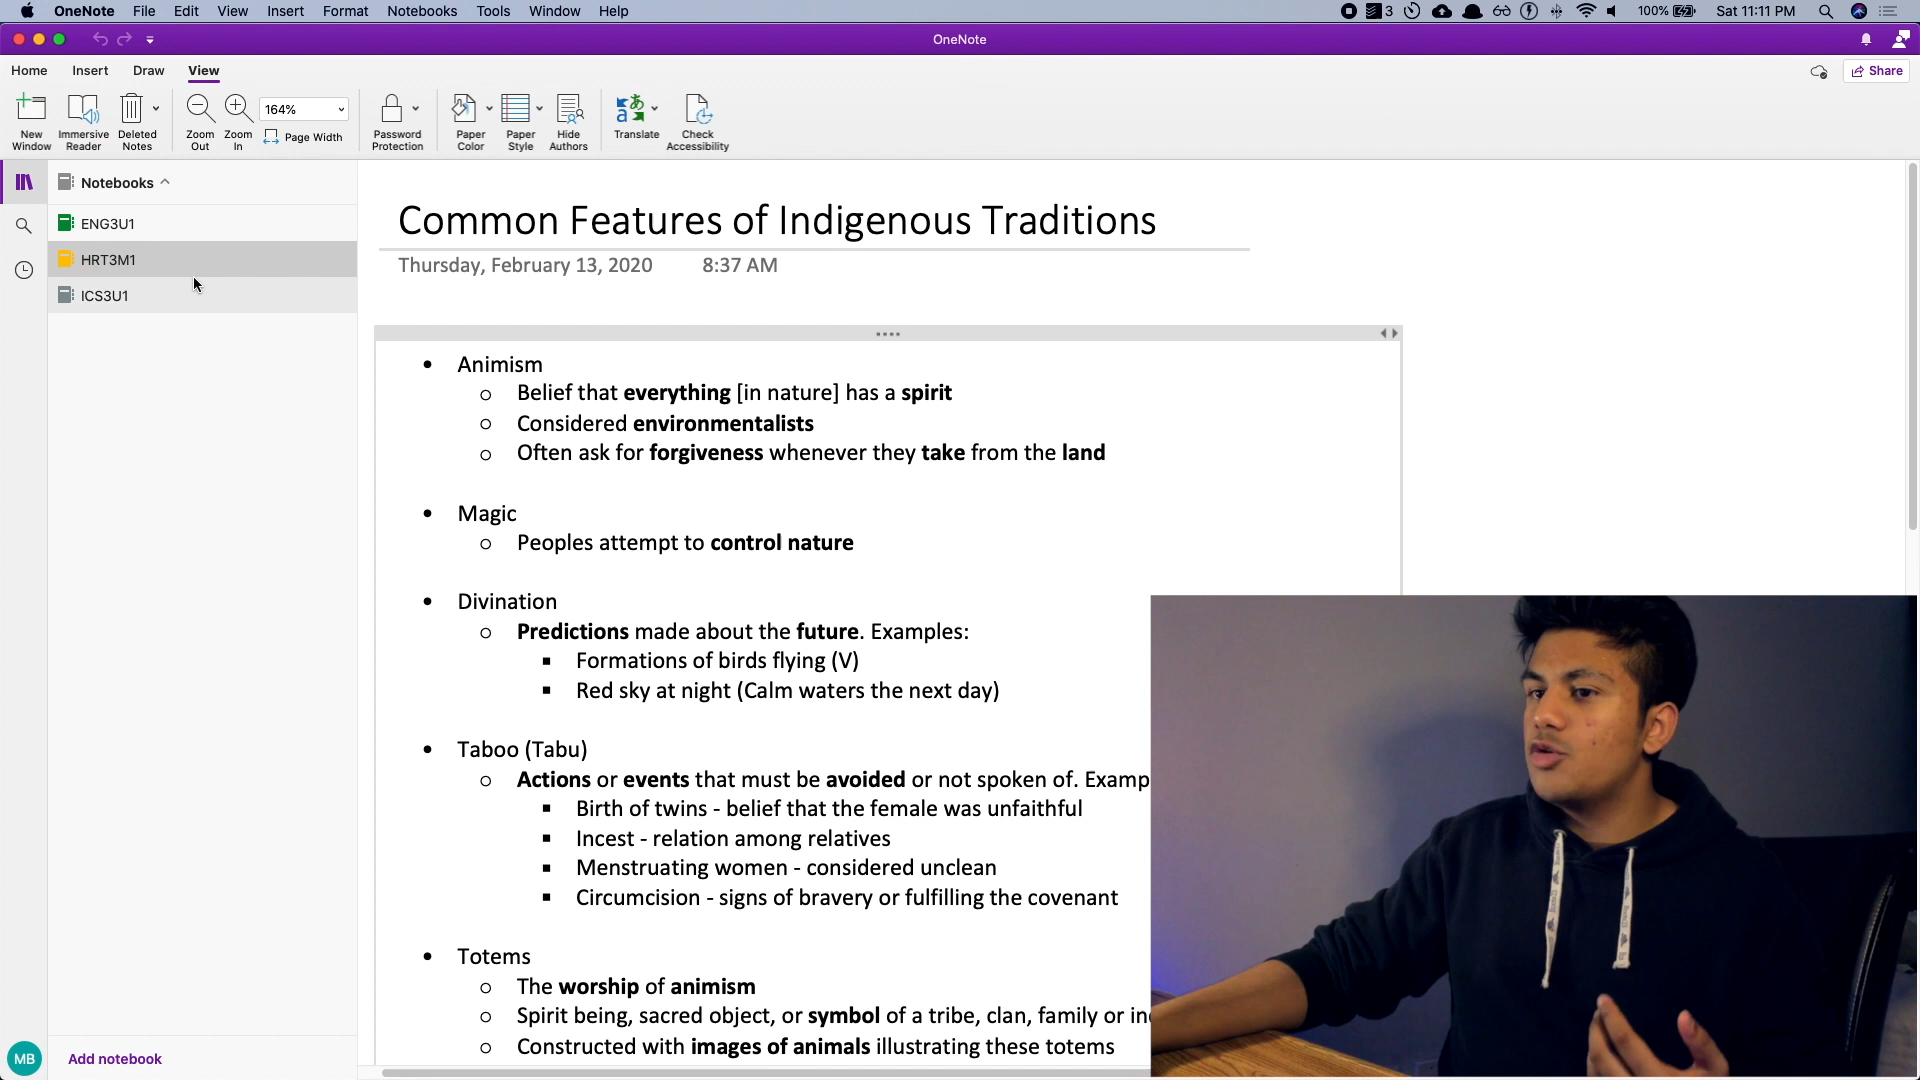 OneNote File Edit View Insert Format Notebooks Tools Window Help 3 100% Sat 11:11 PM
OneNote
Home Insert Draw View Share
164%
Page Width
New Window Immersive Reader Deleted Notes Zoom Out Zoom In Password Protection Paper Color Paper Style Hide Authors Translate Check Accessibility
Notebooks
ENG3U1
HRT3M1
ICS3U1
Common Features of Indigenous Traditions
Thursday, February 13, 2020 8:37 AM
• Animism
o Belief that everything [in nature] has a spirit
o Considered environmentalists
o Often ask for forgiveness whenever they take from the land
• Magic
o Peoples attempt to control nature
• Divination
o Predictions made about the future. Examples:
▪ Formations of birds flying (V)
▪ Red sky at night (Calm waters the next day)
• Taboo (Tabu)
o Actions or events that must be avoided or not spoken of. Examp
▪ Birth of twins - belief that the female was unfaithful
▪ Incest - relation among relatives
▪ Menstruating women - considered unclean
▪ Circumcision - signs of bravery or fulfilling the covenant
• Totems
o The worship of animism
o Spirit being, sacred object, or symbol of a tribe, clan, family or in
o Constructed with images of animals illustrating these totems
MB Add notebook